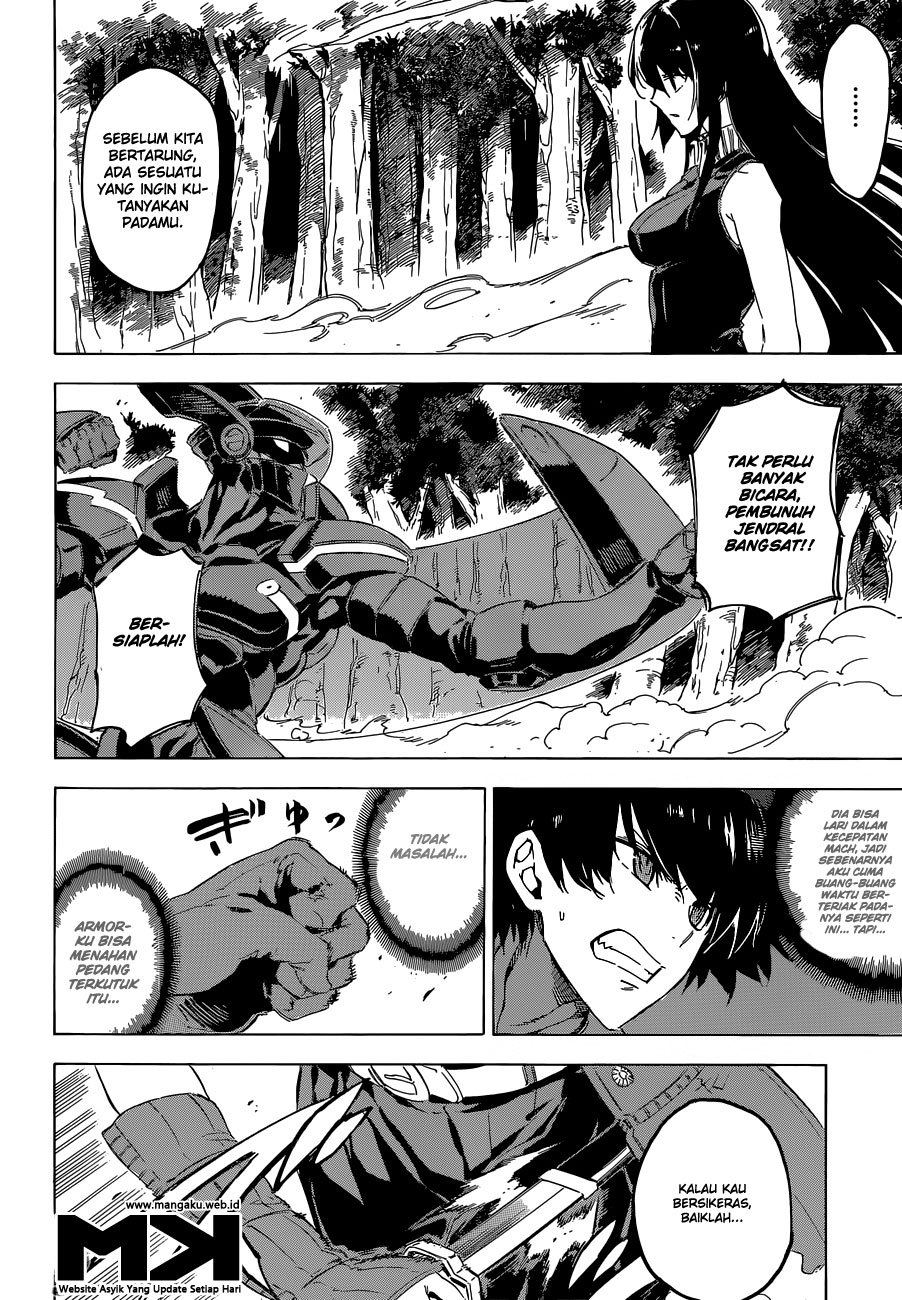 ......
SEBELUM KITA
BERTARUNG,
ADA SESUATU
YANG INGIN KU-
TANYAKAN
PADAMU.
TAK PERLU
BANYAK
BICARA,
PEMBUNUH
JENDRAL
BANGSAT!!
BER-
SIAPLAH!
DIA BISA
LARI DALAM
KECEPATAN
MACH, JADI
SEBENARNYA
AKU CUMA
BUANG-BUANG
WAKTU BER-
TERIAK PADA-
NYA SEPERTI
INI... TAPI...
TIDAK
MASALAH...
ぎゅっ
ARMOR-
KU BISA
MENAHAN
PEDANG
TERKUTUK
ITU...
KALAU KAU
BERSIKERAS,
BAIKLAH...
www.mangaku.web.id
MK
Website Asyik Yang Update Setiap Hari